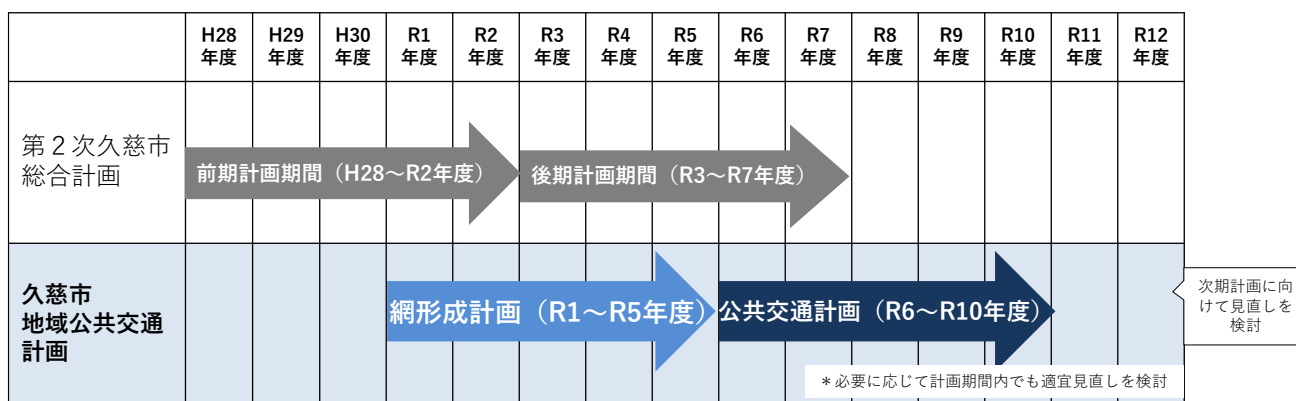 H28
年度
H29
年度
H30
年度
R1
年度
R2
年度
R3
年度
R4
年度
R5
年度
R6
年度
R7
年度
R8
年度
R9
年度
R10
年度
R11
年度
R12
年度
第２次久慈市
総合計画
前期計画期間（H28～R2年度）
後期計画期間（R3～R7年度）
久慈市
地域公共交通
計画
網形成計画（R1～R5年度）
公共交通計画（R6～R10年度）
次期計画に向
けて見直しを
検討
＊必要に応じて計画期間内でも適宜見直しを検討